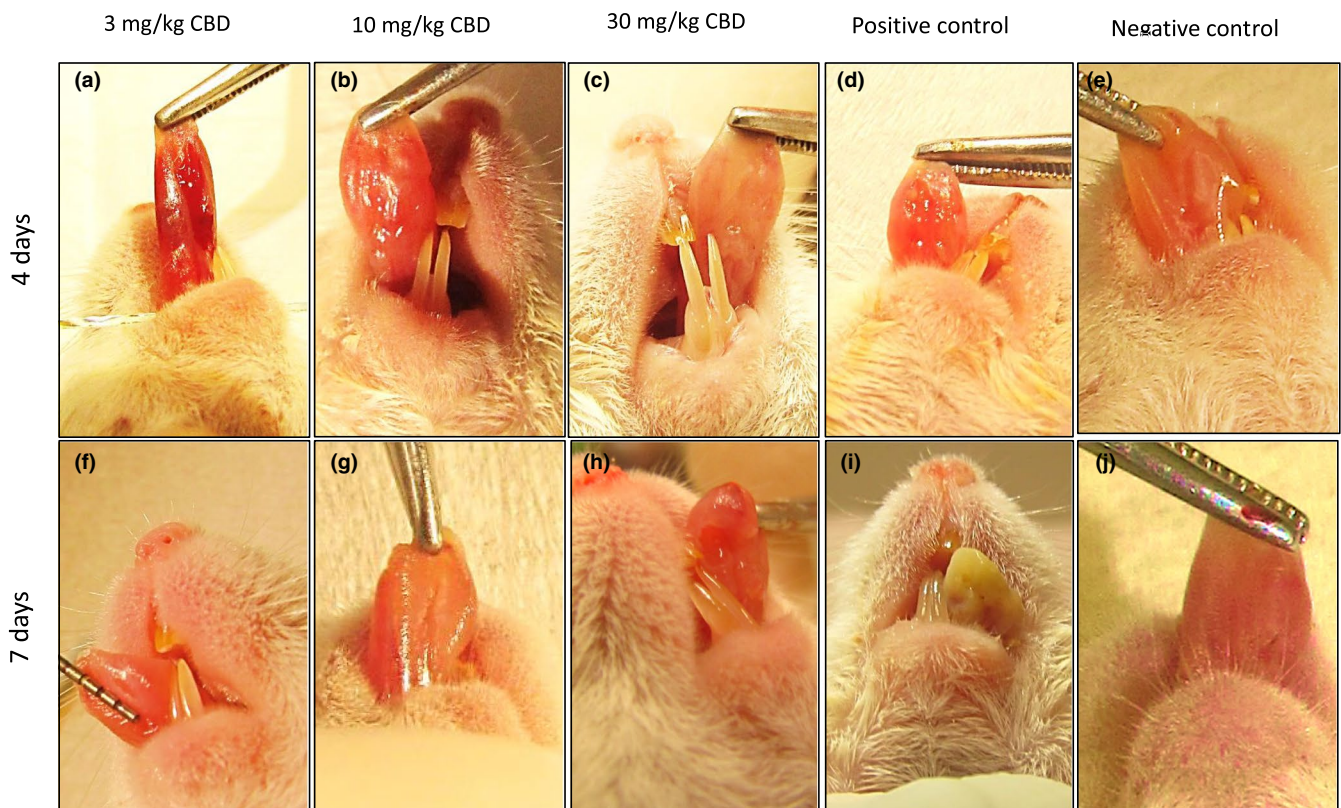 3 mg/kg CBD
10 mg/kg CBD
30 mg/kg CBD
Positive control
Negative control
4 days
(a)
(b)
(c)
(d)
(e)
7 days
(f)
(g)
(h)
(i)
(j)